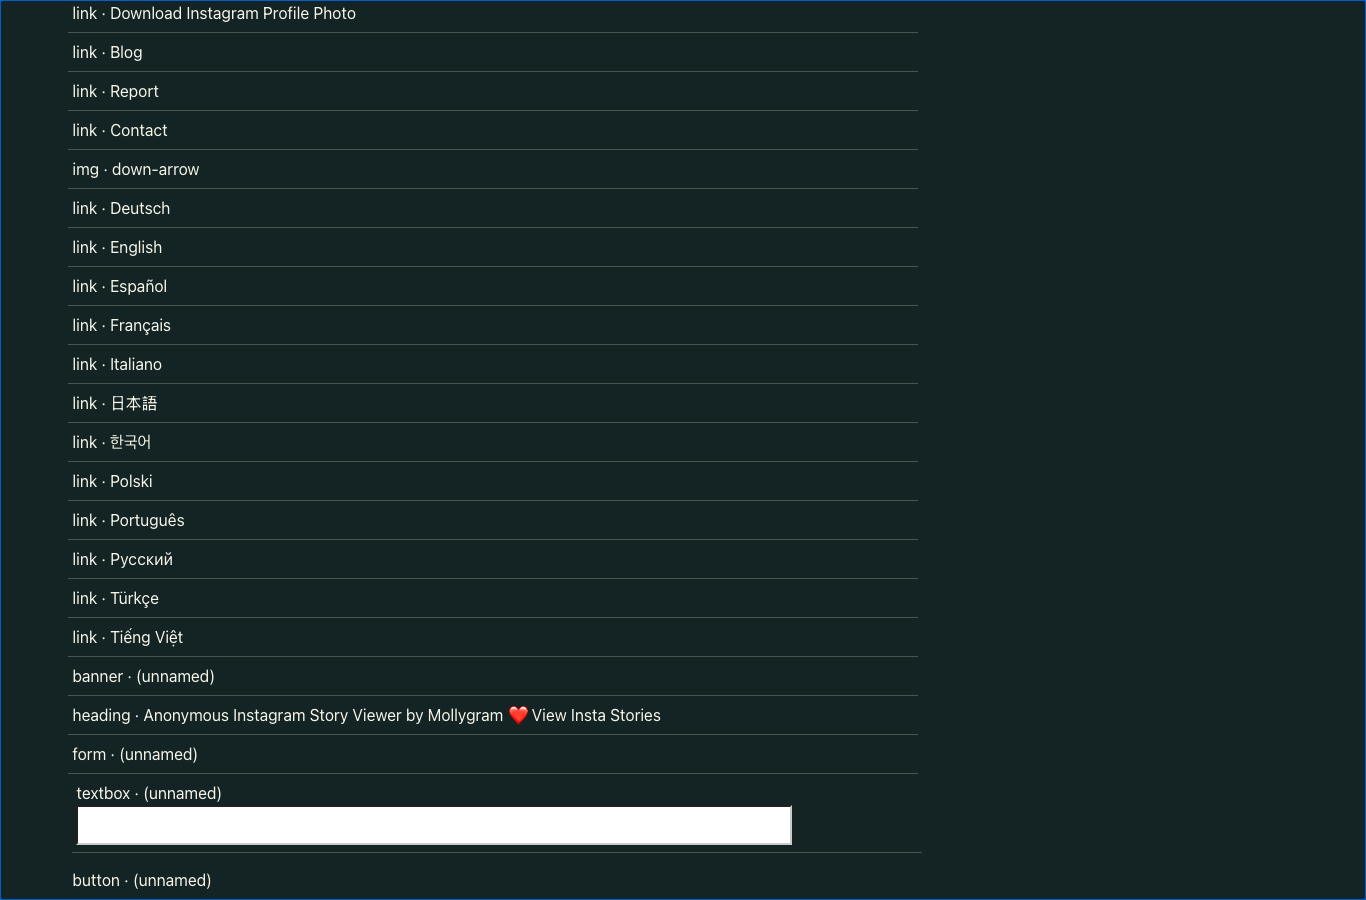 link · Download Instagram Profile Photo
link · Blog
link · Report
link · Contact
img · down-arrow
link · Deutsch
link · English
link · Español
link · Français
link · Italiano
link · 日本語
link · 한국어
link · Polski
link · Português
link · Русский
link · Türkçe
link · Tiếng Việt
banner · (unnamed)
heading · Anonymous Instagram Story Viewer by Mollygram ❤️ View Insta Stories
form · (unnamed)
textbox · (unnamed)
button · (unnamed)